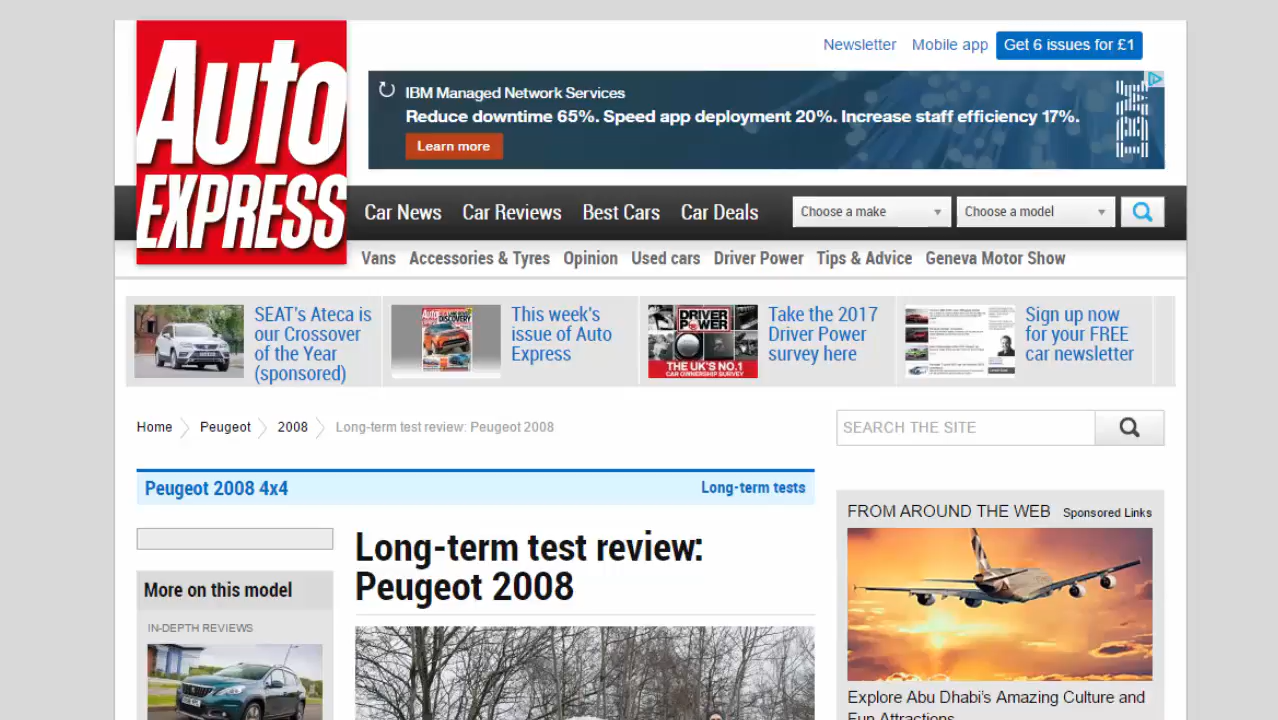 Auto
EXPRESS
Newsletter Mobile app Get 6 issues for £1
IBM Managed Network Services
Reduce downtime 65%. Speed app deployment 20%. Increase staff efficiency 17%.
Learn more
IBM
Car News Car Reviews Best Cars Car Deals Choose a make Choose a model
Vans Accessories & Tyres Opinion Used cars Driver Power Tips & Advice Geneva Motor Show
SEAT's Ateca is
our Crossover
of the Year
(sponsored)
This week's
issue of Auto
Express
DRIVER
POWER
THE UK'S NO.1
CAR OWNERSHIP SURVEY
Take the 2017
Driver Power
survey here
Sign up now
for your FREE
car newsletter
Home Peugeot 2008 Long-term test review: Peugeot 2008
SEARCH THE SITE
Peugeot 2008 4x4 Long-term tests
Long-term test review:
Peugeot 2008
More on this model
IN-DEPTH REVIEWS
FROM AROUND THE WEB Sponsored Links
Explore Abu Dhabi's Amazing Culture and
Fun Attractions